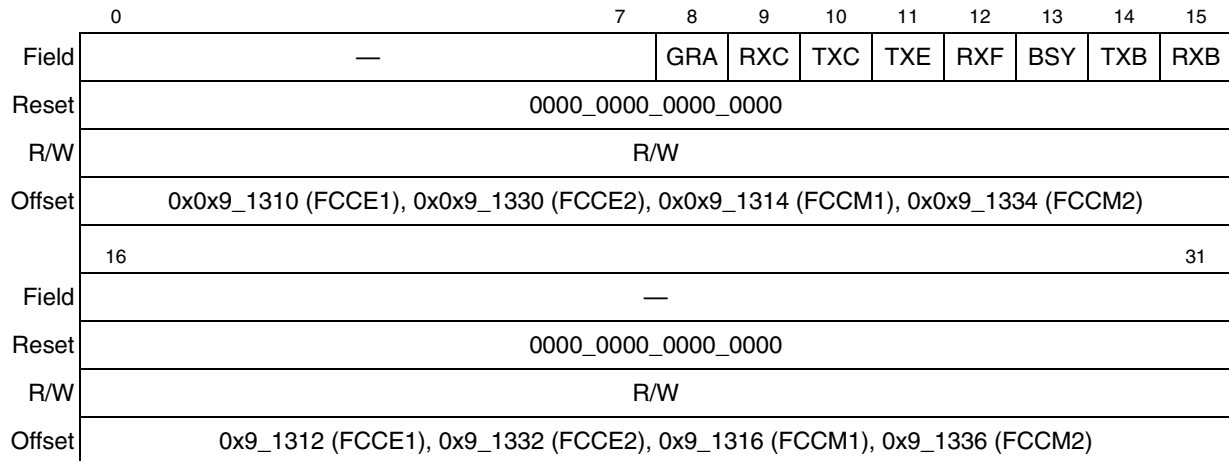 0 7 8 9 10 11 12 13 14 15
Field — GRA RXC TXC TXE RXF BSY TXB RXB
Reset 0000_0000_0000_0000
R/W R/W
Offset 0x0x9_1310 (FCCE1), 0x0x9_1330 (FCCE2), 0x0x9_1314 (FCCM1), 0x0x9_1334 (FCCM2)
16 31
Field —
Reset 0000_0000_0000_0000
R/W R/W
Offset 0x9_1312 (FCCE1), 0x9_1332 (FCCE2), 0x9_1316 (FCCM1), 0x9_1336 (FCCM2)